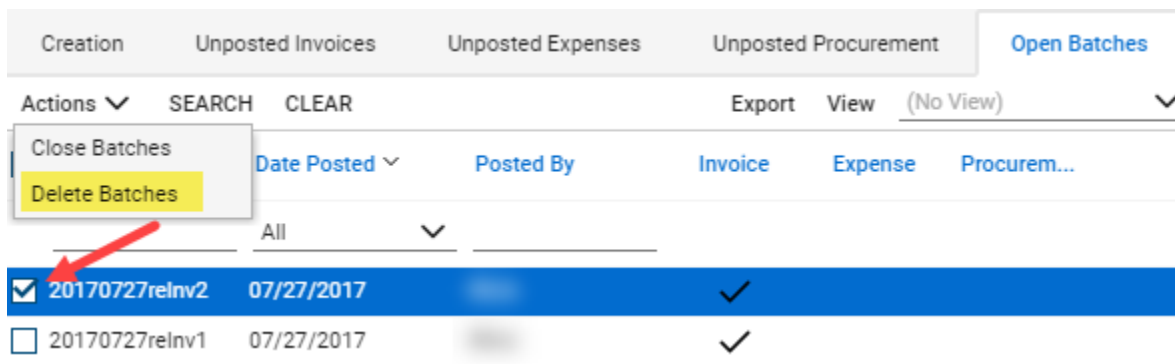 Creation Unposted Invoices Unposted Expenses Unposted Procurement Open Batches
Actions SEARCH CLEAR Export View (No View)
Close Batches
Date Posted Posted By Invoice Expense Procurem...
Delete Batches
All
20170727reInv2 07/27/2017
20170727reInv1 07/27/2017